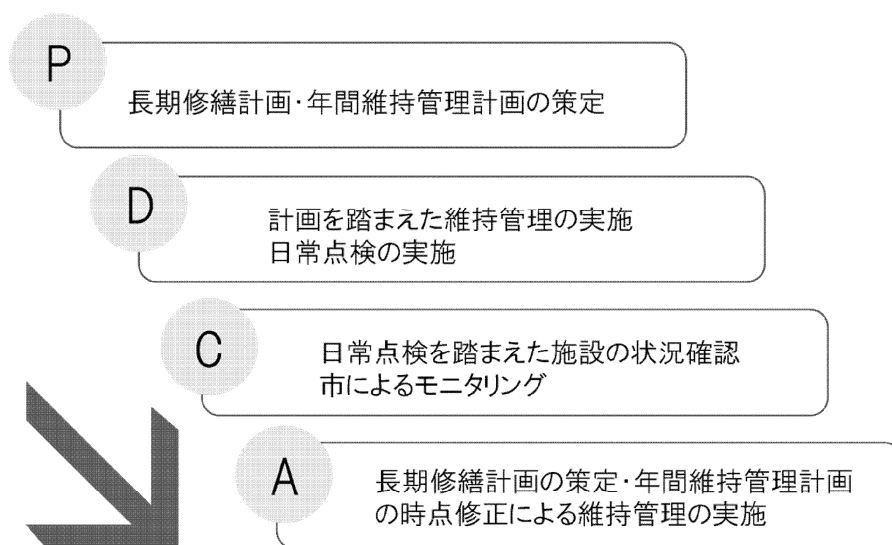 P
長期修繕計画・年間維持管理計画の策定
D
計画を踏まえた維持管理の実施
日常点検の実施
C
日常点検を踏まえた施設の状況確認
市によるモニタリング
A
長期修繕計画の策定・年間維持管理計画
の時点修正による維持管理の実施